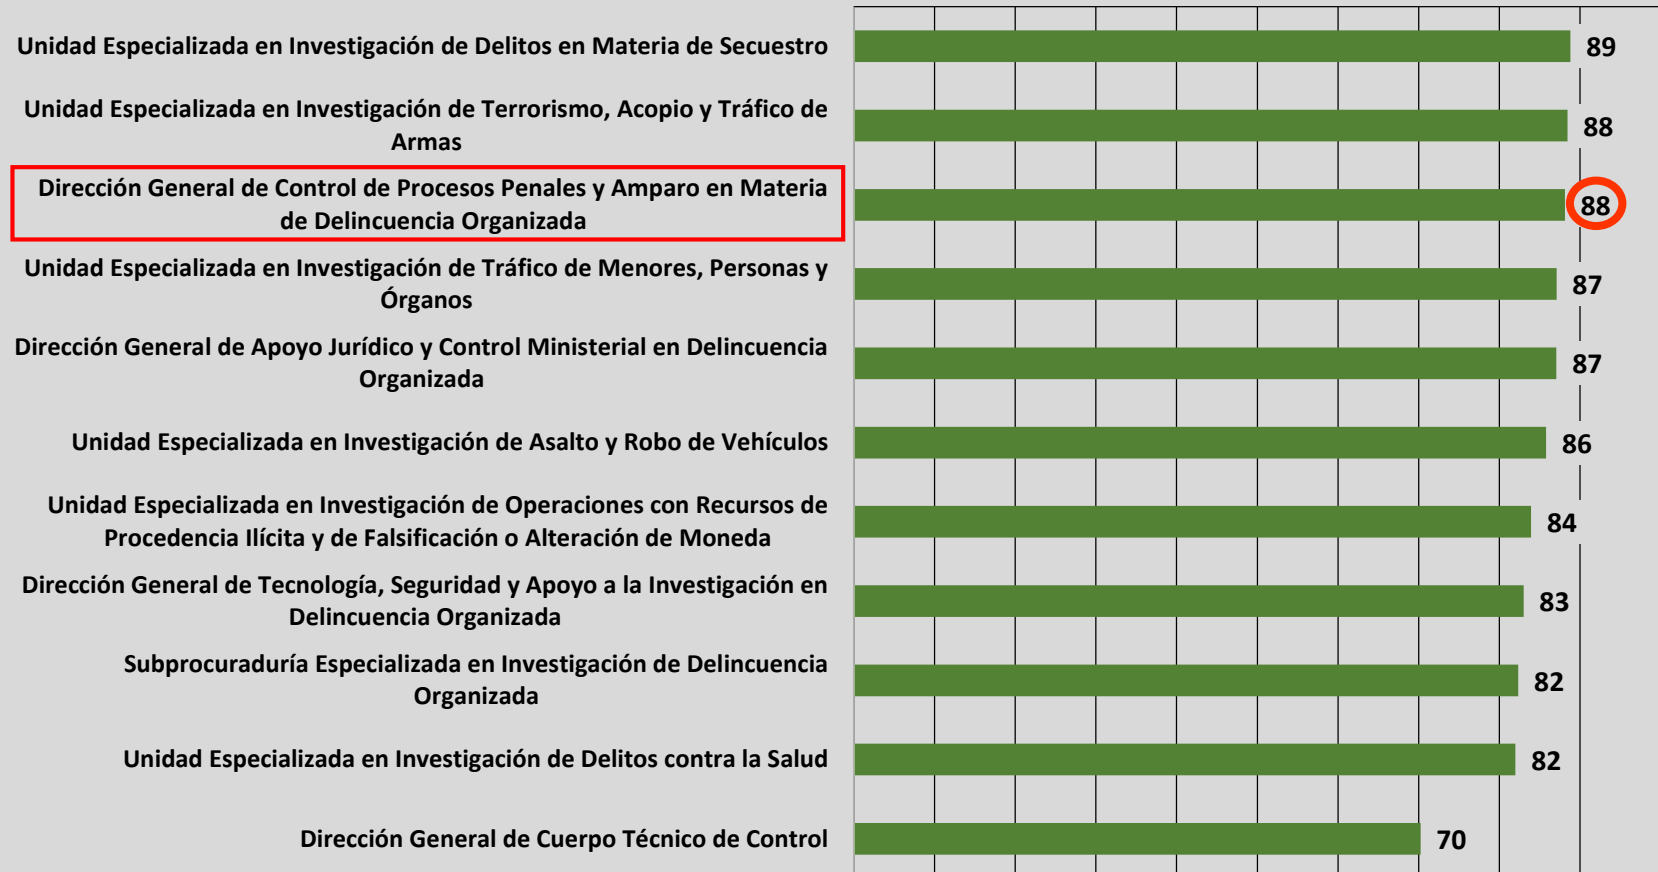 Unidad Especializada en Investigación de Delitos en Materia de Secuestro
89
Unidad Especializada en Investigación de Terrorismo, Acopio y Tráfico de
Armas
88
Dirección General de Control de Procesos Penales y Amparo en Materia
de Delincuencia Organizada
88
Unidad Especializada en Investigación de Tráfico de Menores, Personas y
Órganos
87
Dirección General de Apoyo Jurídico y Control Ministerial en Delincuencia
Organizada
87
Unidad Especializada en Investigación de Asalto y Robo de Vehículos
86
Unidad Especializada en Investigación de Operaciones con Recursos de
Procedencia Ilícita y de Falsificación o Alteración de Moneda
84
Dirección General de Tecnología, Seguridad y Apoyo a la Investigación en
Delincuencia Organizada
83
Subprocuraduría Especializada en Investigación de Delincuencia
Organizada
82
Unidad Especializada en Investigación de Delitos contra la Salud
82
Dirección General de Cuerpo Técnico de Control
70